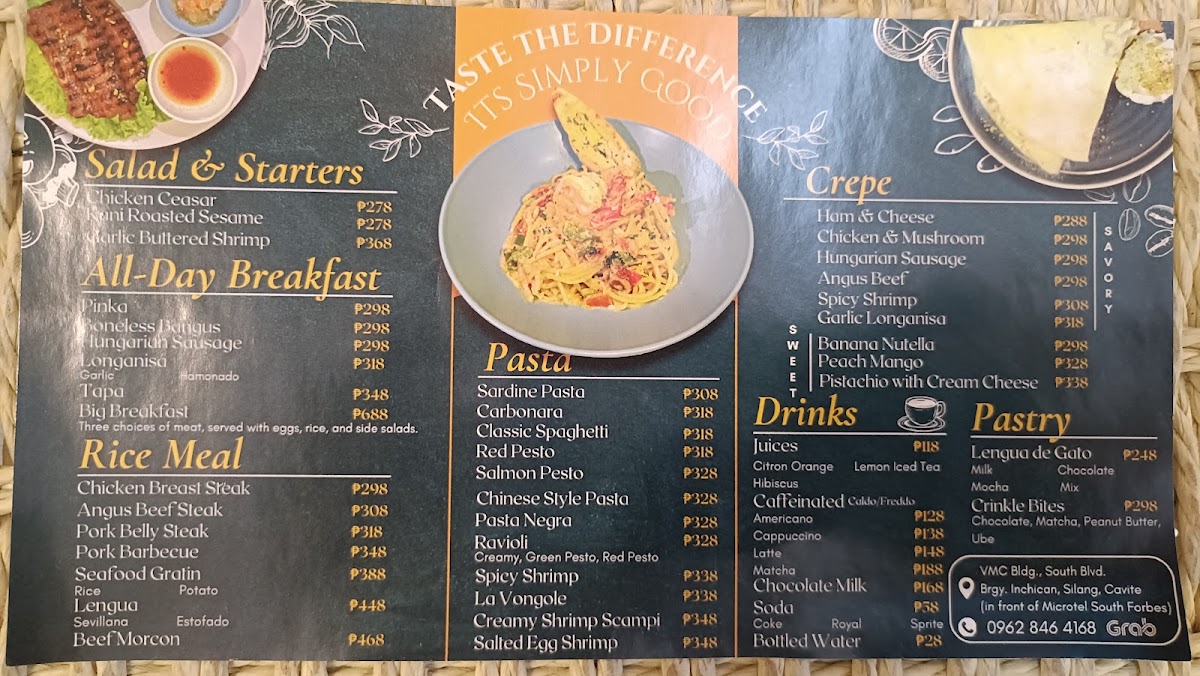 TASTE THE DIFFERENCE
ITS SIMPLY GOOD
Salad & Starters
Chicken Ceasar ₱278
Kani Roasted Sesame ₱278
Garlic Buttered Shrimp ₱368
All-Day Breakfast
Pinka ₱298
Boneless Bangus ₱298
Hungarian Sausage ₱298
Longanisa ₱318
Garlic Hamonado
Tapa ₱348
Big Breakfast ₱688
Three choices of meat, served with eggs, rice, and side salads.
Rice Meal
Chicken Breast Steak ₱298
Angus Beef Steak ₱308
Pork Belly Steak ₱318
Pork Barbecue ₱348
Seafood Gratin ₱388
Rice Potato
Lengua ₱448
Sevillana Estofado
Beef Morcon ₱468
Pasta
Sardine Pasta ₱308
Carbonara ₱318
Classic Spaghetti ₱318
Red Pesto ₱318
Salmon Pesto ₱328
Chinese Style Pasta ₱328
Pasta Negra ₱328
Ravioli ₱328
Creamy, Green Pesto, Red Pesto
Spicy Shrimp ₱338
La Vongole ₱338
Creamy Shrimp Scampi ₱348
Salted Egg Shrimp ₱348
Crepe
Ham & Cheese ₱288
Chicken & Mushroom ₱298
Hungarian Sausage ₱298
Angus Beef ₱298
Spicy Shrimp ₱308
Garlic Longanisa ₱318
SAVORY
SWEET
Banana Nutella ₱298
Peach Mango ₱328
Pistachio with Cream Cheese ₱338
Drinks
Juices ₱118
Citron Orange Lemon Iced Tea
Hibiscus
Caffeinated Caldo/Freddo
Americano ₱128
Cappuccino ₱138
Latte ₱148
Matcha ₱188
Chocolate Milk ₱168
Soda ₱58
Coke Royal Sprite
Bottled Water ₱28
Pastry
Lengua de Gato ₱248
Milk Chocolate
Mocha Mix
Crinkle Bites ₱298
Chocolate, Matcha, Peanut Butter,
Ube
VMC Bldg., South Blvd.
Brgy. Inchican, Silang, Cavite
(in front of Microtel South Forbes)
0962 846 4168 Grab